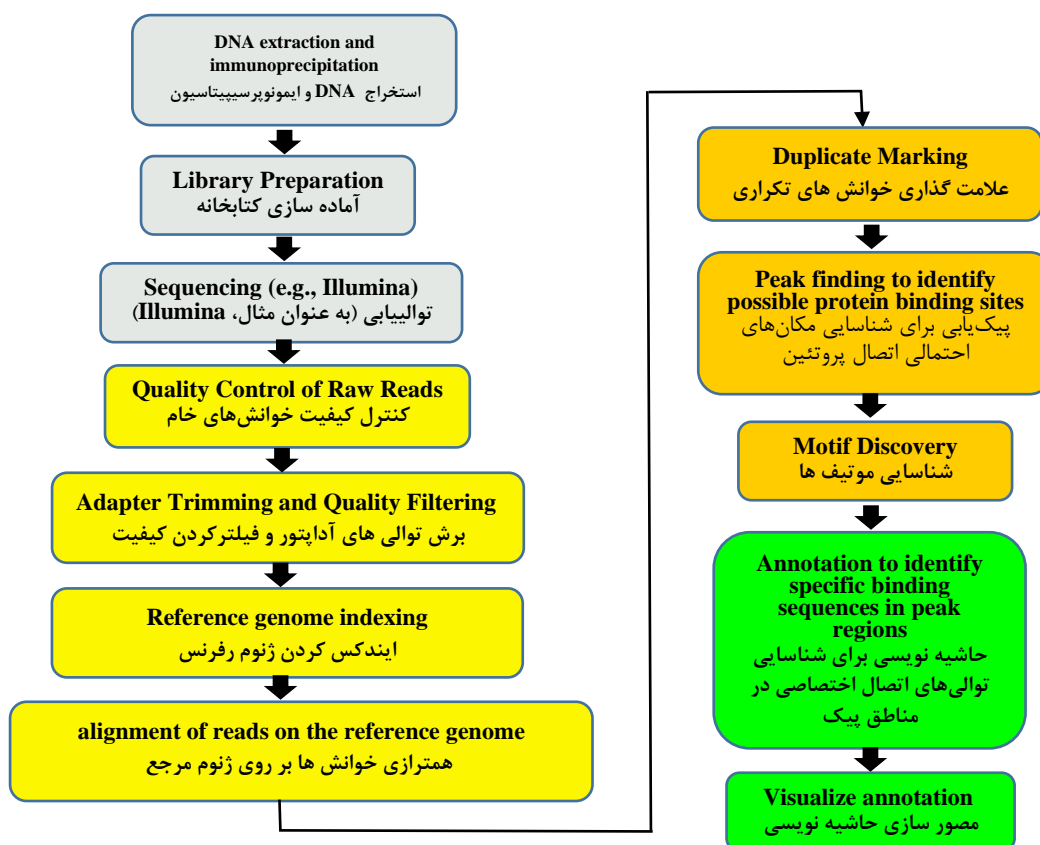 DNA extraction and
immunoprecipitation
استخراج DNA و ایمونوپرسیپیتاسیون
Library Preparation
آماده سازی کتابخانه
Sequencing (e.g., Illumina)
توالییابی (به عنوان مثال، Illumina)
Quality Control of Raw Reads
کنترل کیفیت خوانش‌های خام
Adapter Trimming and Quality Filtering
برش توالی های آداپتور و فیلترکردن کیفیت
Reference genome indexing
ایندکس کردن ژنوم رفرنس
alignment of reads on the reference genome
همترازی خوانش ها بر روی ژنوم مرجع
Duplicate Marking
علامت گذاری خوانش های تکراری
Peak finding to identify
possible protein binding sites
پیک‌یابی برای شناسایی مکان‌های
احتمالی اتصال پروتئین
Motif Discovery
شناسایی موتیف ها
Annotation to identify
specific binding
sequences in peak
regions
حاشیه نویسی برای شناسایی
توالی‌های اتصال اختصاصی در
مناطق پیک
Visualize annotation
مصور سازی حاشیه نویسی